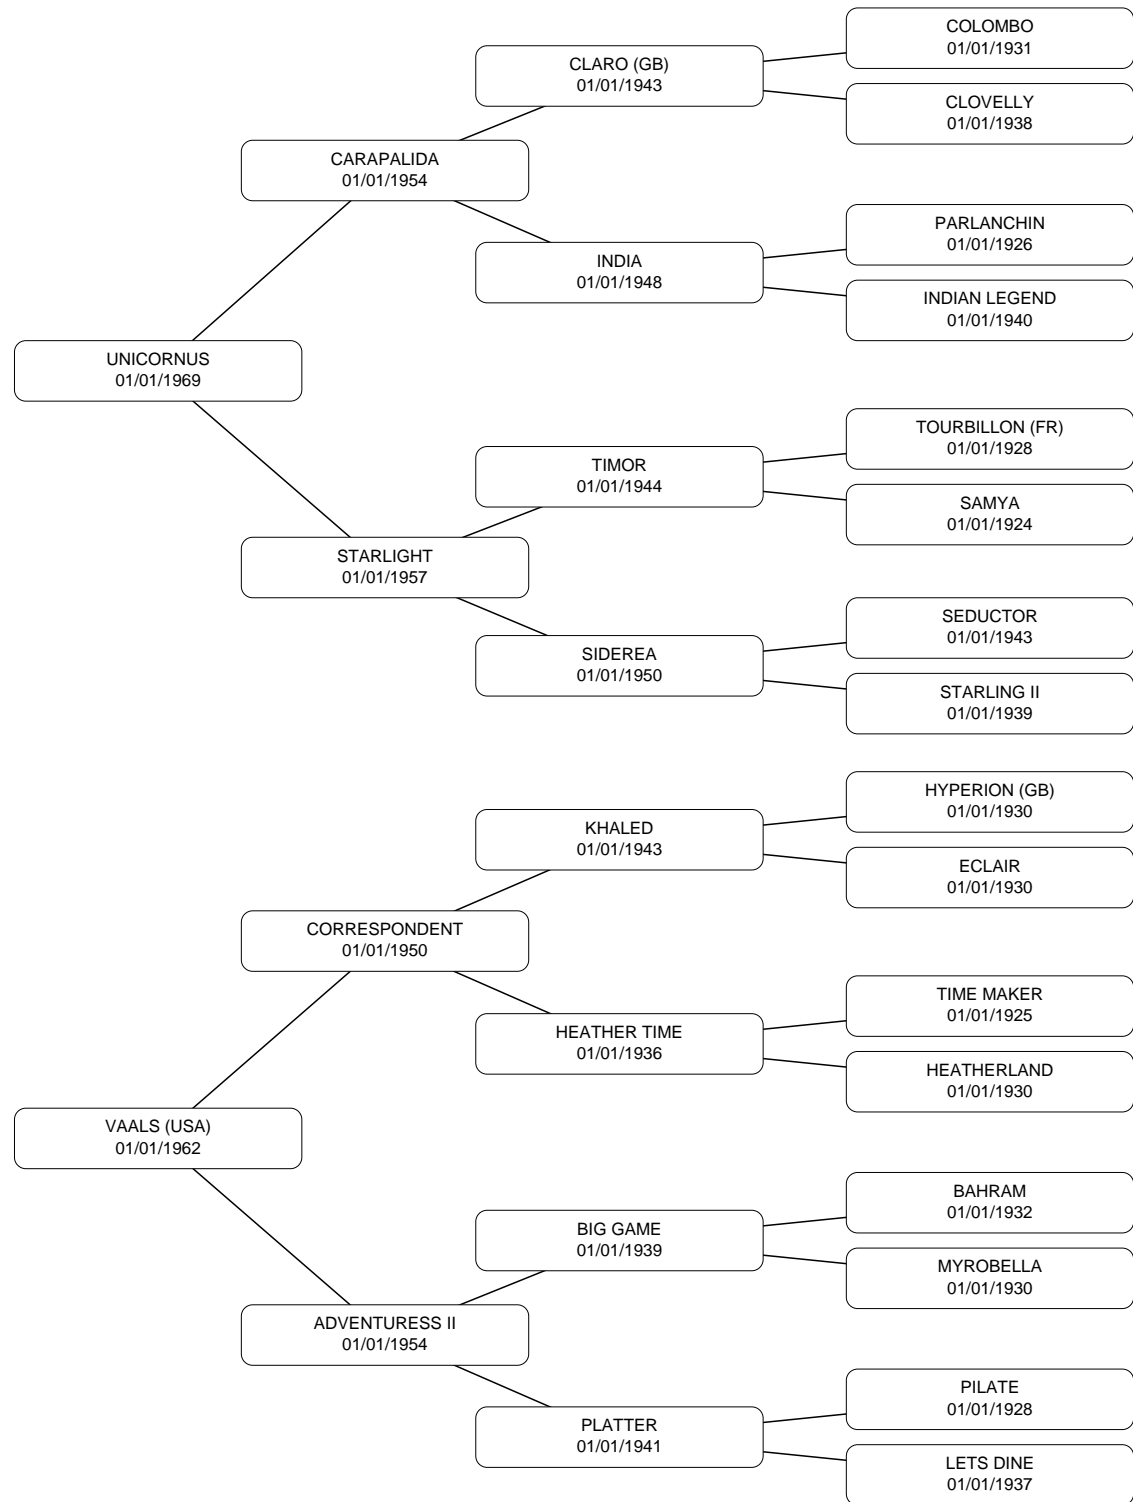 COLOMBO
01/01/1931
CLARO (GB)
01/01/1943
CLOVELLY
01/01/1938
CARAPALIDA
01/01/1954
PARLANCHIN
01/01/1926
INDIA
01/01/1948
INDIAN LEGEND
01/01/1940
UNICORNUS
01/01/1969
TOURBILLON (FR)
01/01/1928
TIMOR
01/01/1944
SAMYA
01/01/1924
STARLIGHT
01/01/1957
SEDUCTOR
01/01/1943
SIDEREA
01/01/1950
STARLING II
01/01/1939
HYPERION (GB)
01/01/1930
KHALED
01/01/1943
ECLAIR
01/01/1930
CORRESPONDENT
01/01/1950
TIME MAKER
01/01/1925
HEATHER TIME
01/01/1936
HEATHERLAND
01/01/1930
VAALS (USA)
01/01/1962
BAHRAM
01/01/1932
BIG GAME
01/01/1939
MYROBELLA
01/01/1930
ADVENTURESS II
01/01/1954
PILATE
01/01/1928
PLATTER
01/01/1941
LETS DINE
01/01/1937